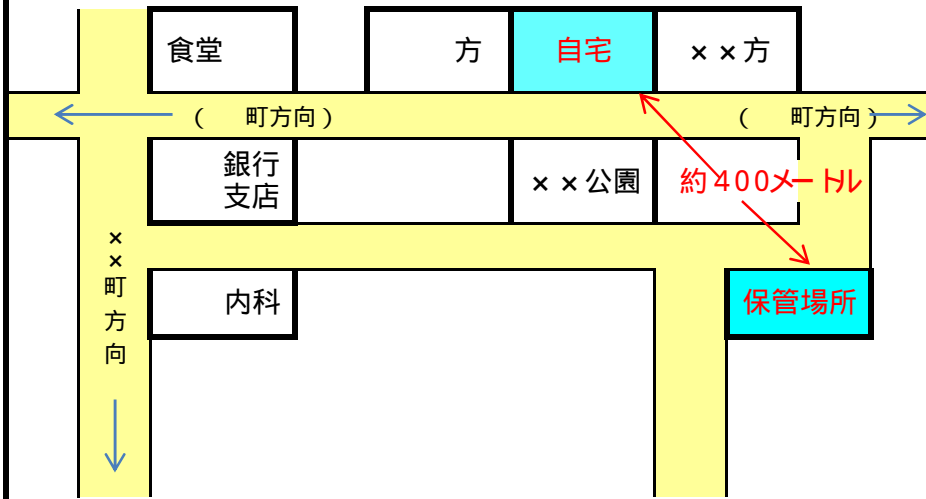 食堂
方
自宅
××方
(　町方向)
(　町方向)
銀行
支店
××公園
約400メートル
××町方向
内科
保管場所